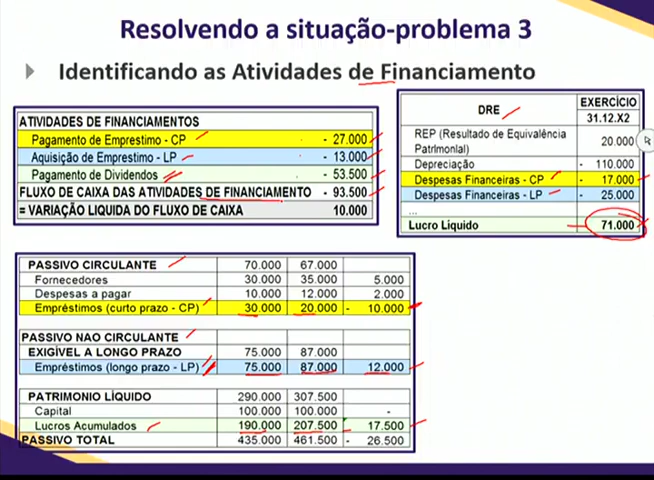 Resolvendo a situação-problema 3
Identificando as Atividades de Financiamento
ATIVIDADES DE FINANCIAMENTOS
Pagamento de Emprestimo - CP - 27.000
Aquisição de Emprestimo - LP - 13.000
Pagamento de Dividendos - 53.500
FLUXO DE CAIXA DAS ATIVIDADES DE FINANCIAMENTO - 93.500
= VARIAÇÃO LIQUIDA DO FLUXO DE CAIXA 10.000
DRE EXERCÍCIO
31.12.X2
REP (Resultado de Equivalência
Patrimonial) 20.000
Depreciação - 110.000
Despesas Financeiras - CP - 17.000
Despesas Financeiras - LP - 25.000
...
Lucro Líquido 71.000
PASSIVO CIRCULANTE 70.000 67.000
Fornecedores 30.000 35.000 5.000
Despesas a pagar 10.000 12.000 2.000
Empréstimos (curto prazo - CP) 30.000 20.000 - 10.000
PASSIVO NAO CIRCULANTE
EXIGÍVEL A LONGO PRAZO 75.000 87.000
Empréstimos (longo prazo - LP) 75.000 87.000 12.000
PATRIMONIO LÍQUIDO 290.000 307.500
Capital 100.000 100.000 -
Lucros Acumulados 190.000 207.500 17.500
PASSIVO TOTAL 435.000 461.500 - 26.500